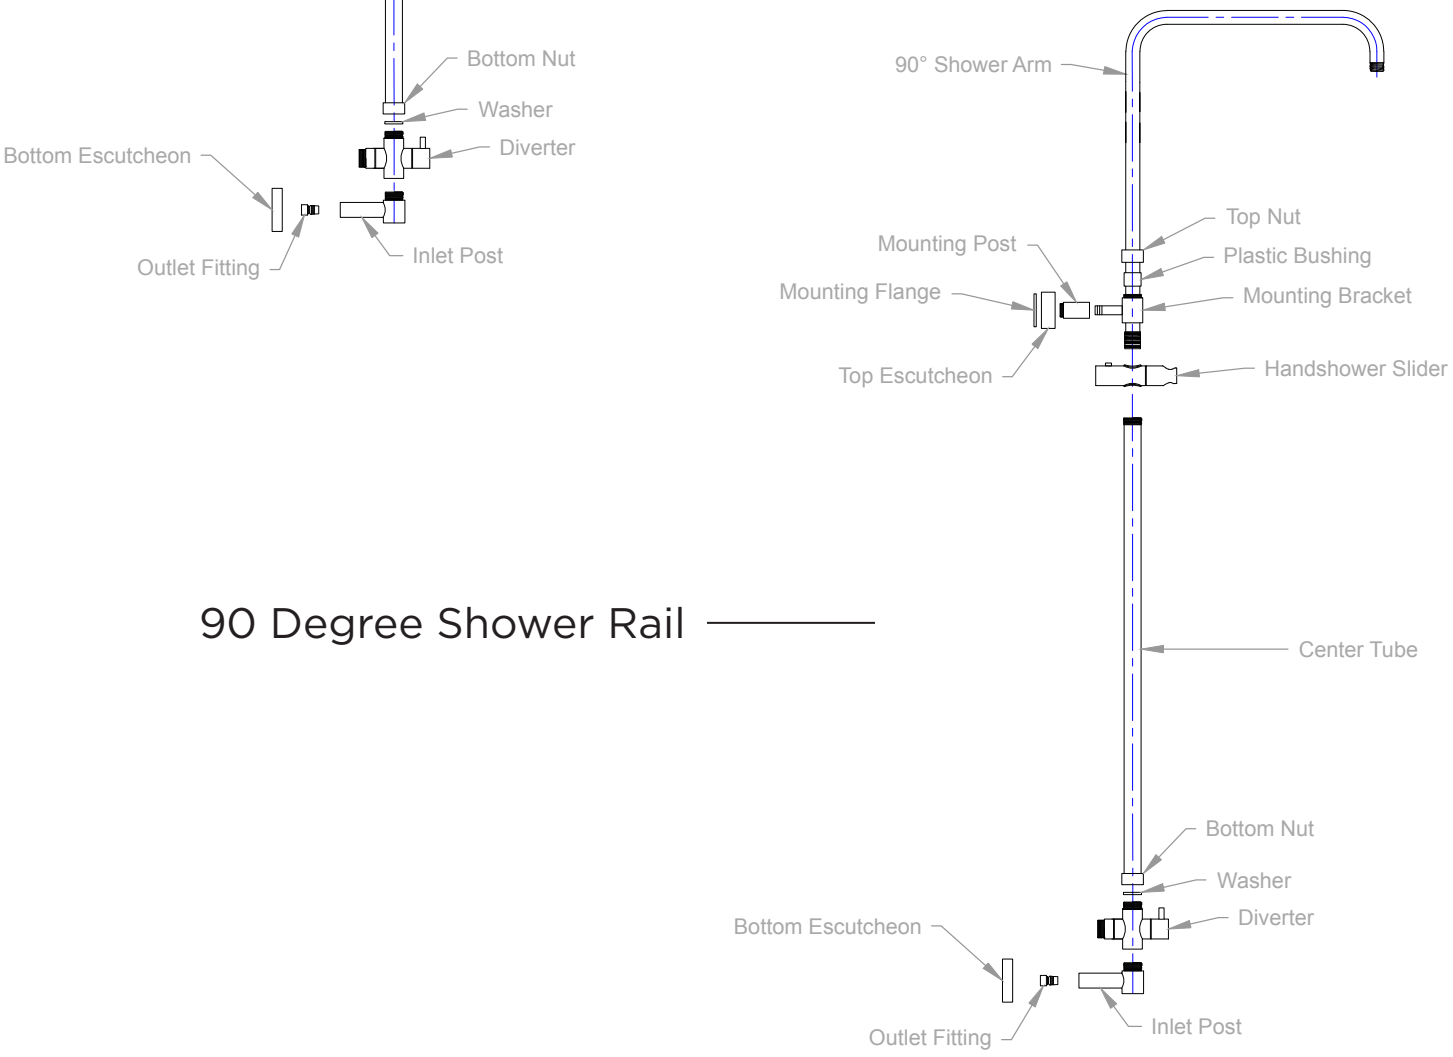 Bottom Nut
Washer
Diverter
Bottom Escutcheon
Inlet Post
Outlet Fitting
90° Shower Arm
Top Nut
Mounting Post
Plastic Bushing
Mounting Flange
Mounting Bracket
Top Escutcheon
Handshower Slider
90 Degree Shower Rail
Center Tube
Bottom Nut
Washer
Diverter
Bottom Escutcheon
Inlet Post
Outlet Fitting